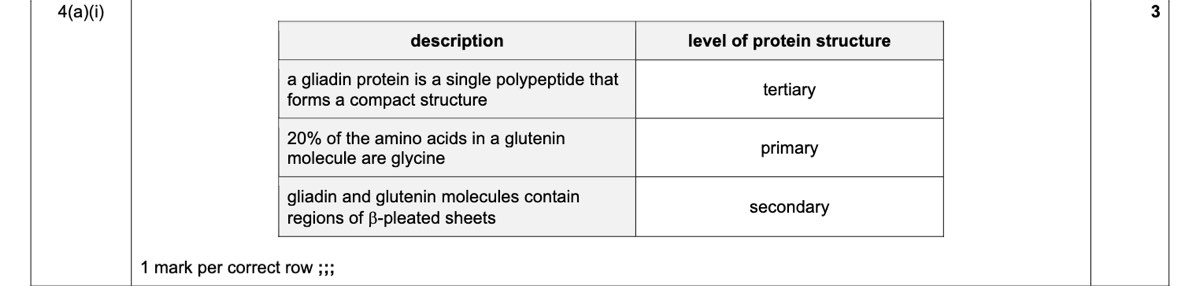 4(a)(i)
3
description
level of protein structure
a gliadin protein is a single polypeptide that
forms a compact structure
tertiary
20% of the amino acids in a glutenin
molecule are glycine
primary
gliadin and glutenin molecules contain
regions of β-pleated sheets
secondary
1 mark per correct row ;;;